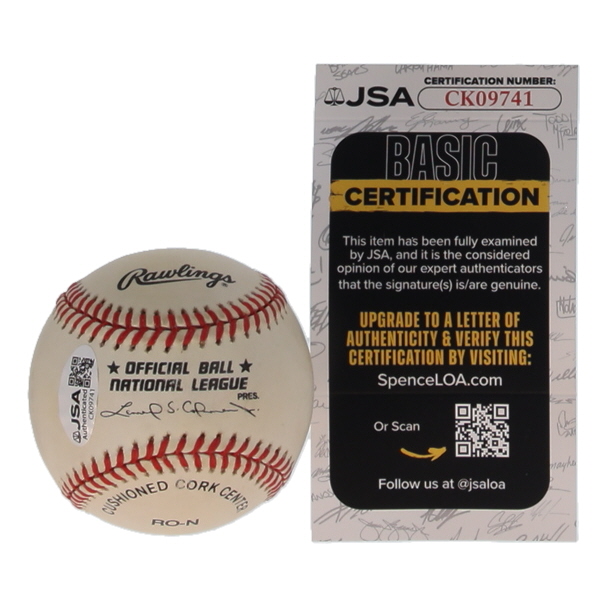 Rawlings
★ OFFICIAL BALL ★
NATIONAL LEAGUE
PRES.
CUSHIONED CORK CENTER
RO-N
JSA
Authenticated
CK09741
CERTIFICATION NUMBER:
JSA
CK09741
BASIC
CERTIFICATION
This item has been fully examined
by JSA, and it is the considered
opinion of our expert authenticators
that the signature(s) is/are genuine.
UPGRADE TO A LETTER OF
AUTHENTICITY & VERIFY THIS
CERTIFICATION BY VISITING:
SpenceLOA.com
Or Scan
Follow us at @jsaloa